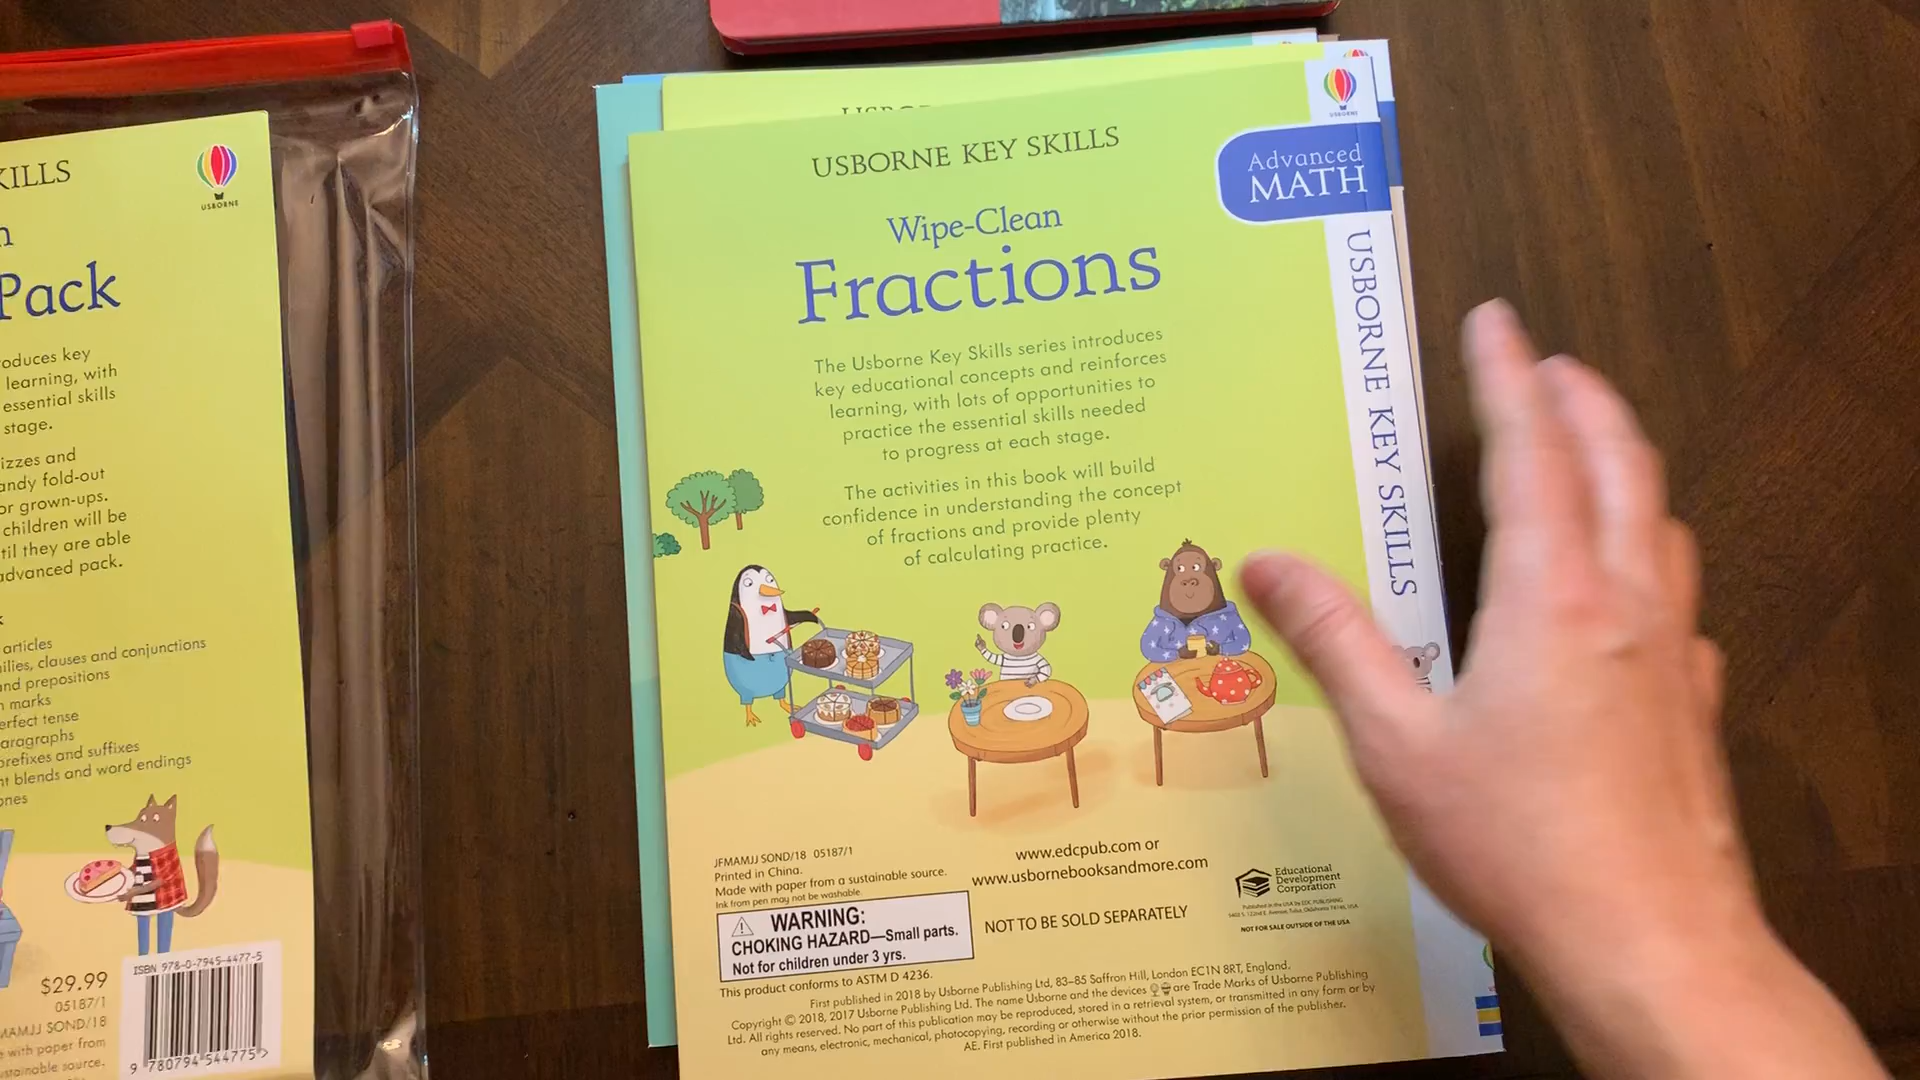 KILLS
USBORNE
Pack
oduces key
learning, with
essential skills
stage.
izzes and
andy fold-out
or grown-ups.
children will be
til they are able
advanced pack.
articles
ilies, clauses and conjunctions
and prepositions
marks
erfect tense
aragraphs
prefixes and suffixes
nt blends and word endings
ones
ISBN 978-0-7945-4477-5
$29.99
05187/1
MAMJJ SOND/18
with paper from
stainable source.
9 780794 544775 >
USBORNE KEY SKILLS
Wipe-Clean
Fractions
The Usborne Key Skills series introduces
key educational concepts and reinforces
learning, with lots of opportunities to
practice the essential skills needed
to progress at each stage.
The activities in this book will build
confidence in understanding the concept
of fractions and provide plenty
of calculating practice.
JFMAMJJ SOND/18 05187/1
Printed in China.
Made with paper from a sustainable source.
Ink from pen may not be washable.
WARNING:
CHOKING HAZARD—Small parts.
Not for children under 3 yrs.
This product conforms to ASTM D 4236.
www.edcpub.com or
www.usbornebooksandmore.com
NOT TO BE SOLD SEPARATELY
Educational
Development
Corporation
NOT FOR SALE OUTSIDE OF THE USA
First published in 2018 by Usborne Publishing Ltd, 83–85 Saffron Hill, London EC1N 8RT, England.
Copyright © 2018, 2017 Usborne Publishing Ltd. The name Usborne and the devices are Trade Marks of Usborne Publishing
Ltd. All rights reserved. No part of this publication may be reproduced, stored in a retrieval system, or transmitted in any form or by
any means, electronic, mechanical, photocopying, recording or otherwise without the prior permission of the publisher.
AE. First published in America 2018.
USBORNE
Advanced
MATH
USBORNE KEY SKILLS